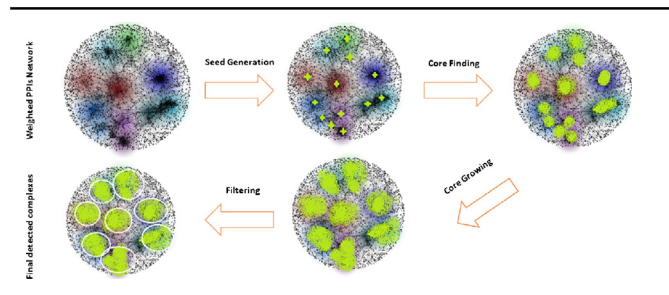 Weighted PPIs Network
Seed Generation
Core Finding
Core Growing
Filtering
Final detected complexes